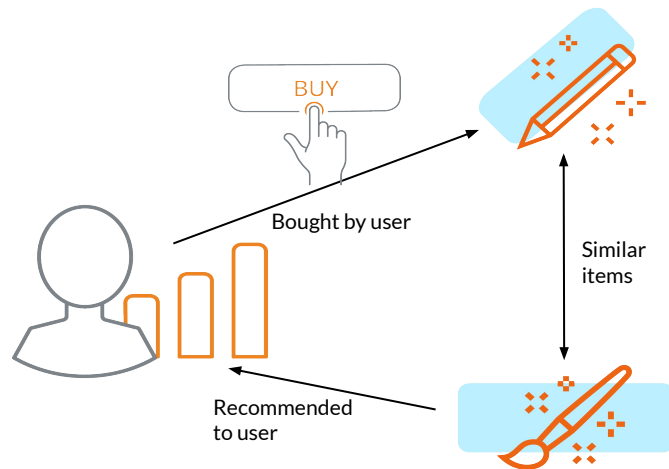 BUY
Bought by user
Similar
items
Recommended
to user